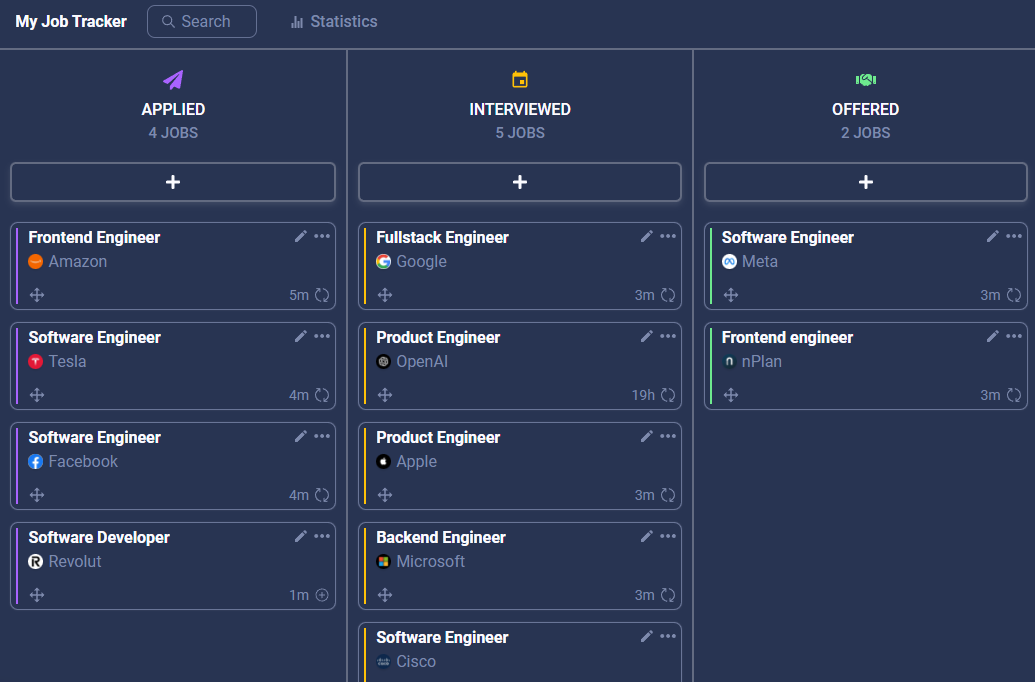 My Job Tracker
Search
Statistics
APPLIED
4 JOBS
Frontend Engineer
Amazon
5m
Software Engineer
Tesla
4m
Software Engineer
Facebook
4m
Software Developer
Revolut
1m
INTERVIEWED
5 JOBS
Fullstack Engineer
Google
3m
Product Engineer
OpenAI
19h
Product Engineer
Apple
3m
Backend Engineer
Microsoft
3m
Software Engineer
Cisco
OFFERED
2 JOBS
Software Engineer
Meta
3m
Frontend engineer
nPlan
3m